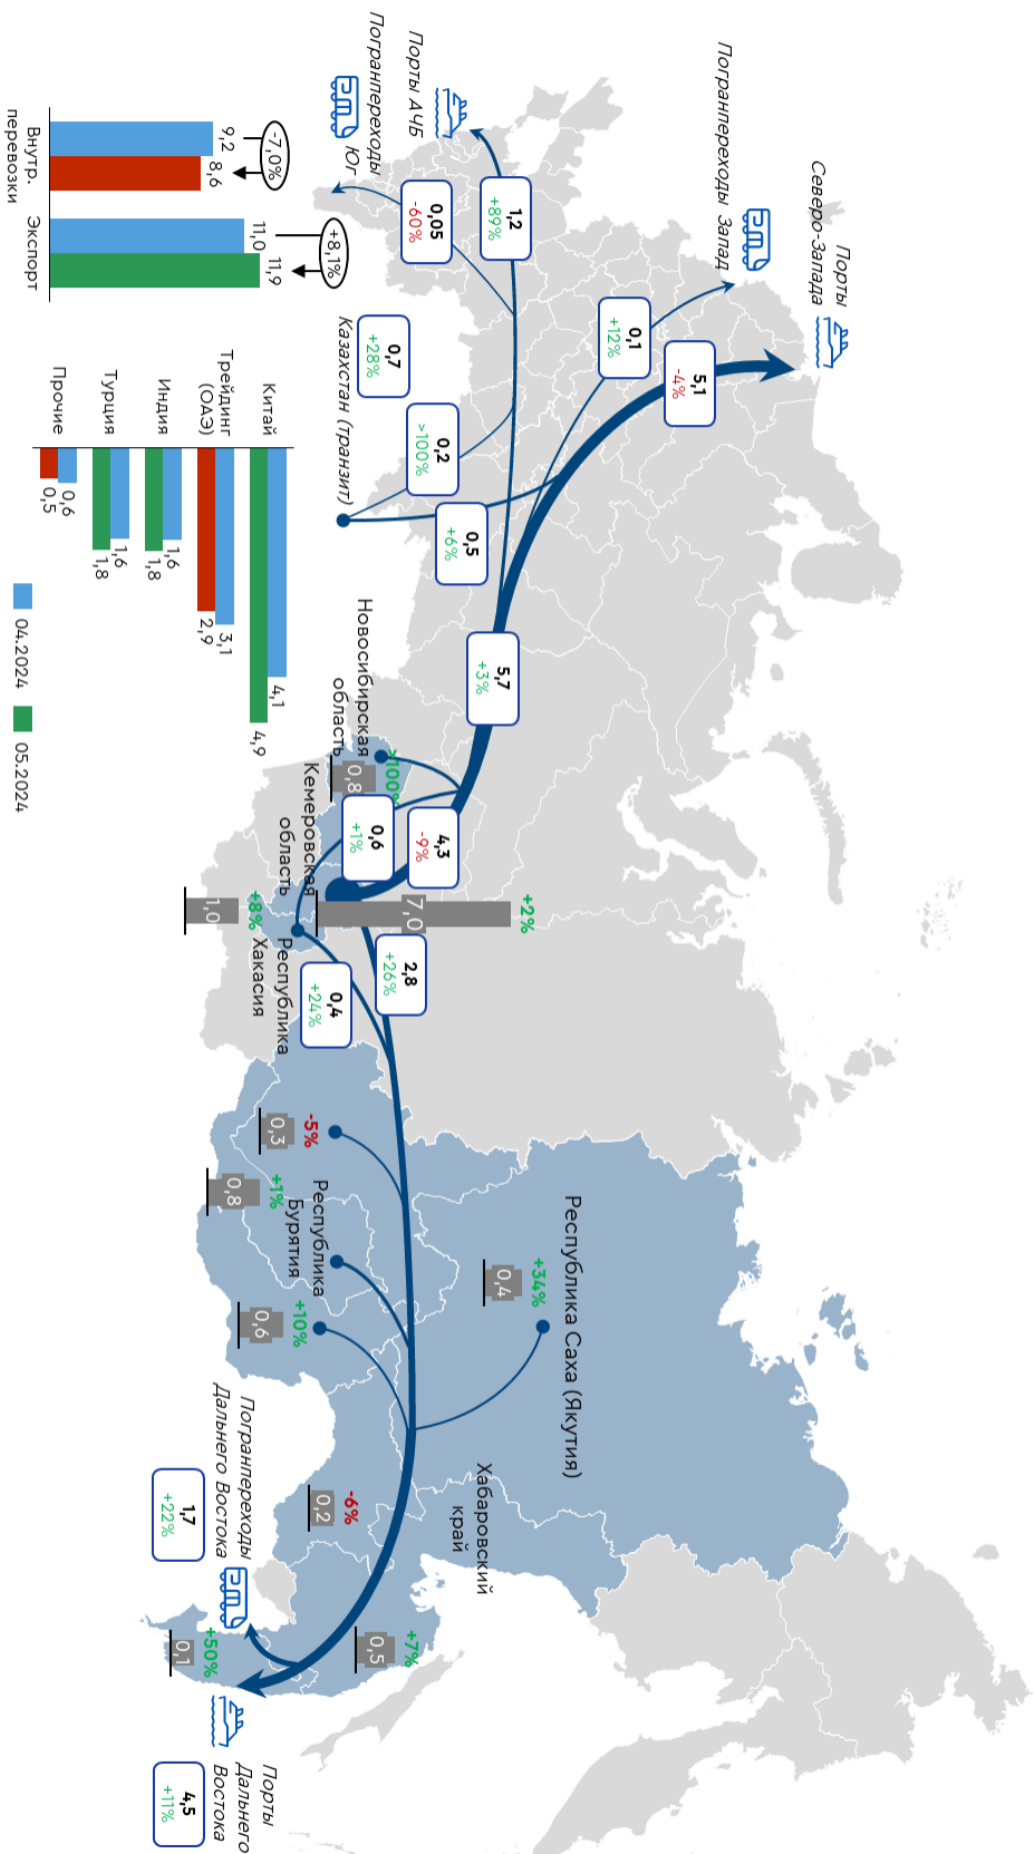 Порты
Северо-Запада
Погранпереходы Запад
Порты АЧБ
Погранпереходы
Юг
5,1
-4%
0,1
+12%
1,2
+89%
0,05
-60%
0,7
+28%
Казахстан (транзит)
0,2
>100%
0,5
+6%
5,7
+3%
Новосибирская
область
>100%
0,8
4,3
-9%
0,6
+1%
Кемеровская
область
+2%
7,0
2,8
+26%
+8%
1,0
Республика
Хакасия
0,4
+24%
-5%
0,3
+1%
0,8
Республика
Бурятия
+10%
0,6
Республика Саха (Якутия)
+34%
0,4
Хабаровский
край
-6%
0,2
+7%
0,5
+50%
0,1
Погранпереходы
Дальнего Востока
1,7
+22%
Порты
Дальнего
Востока
4,5
+11%
-7,0%
9,2
8,6
Внутр.
перевозки
+8,1%
11,0
11,9
Экспорт
Китай
4,1
4,9
Трейдинг
(ОАЭ)
3,1
2,9
Индия
1,6
1,8
Турция
1,6
1,8
Прочие
0,6
0,5
04.2024
05.2024